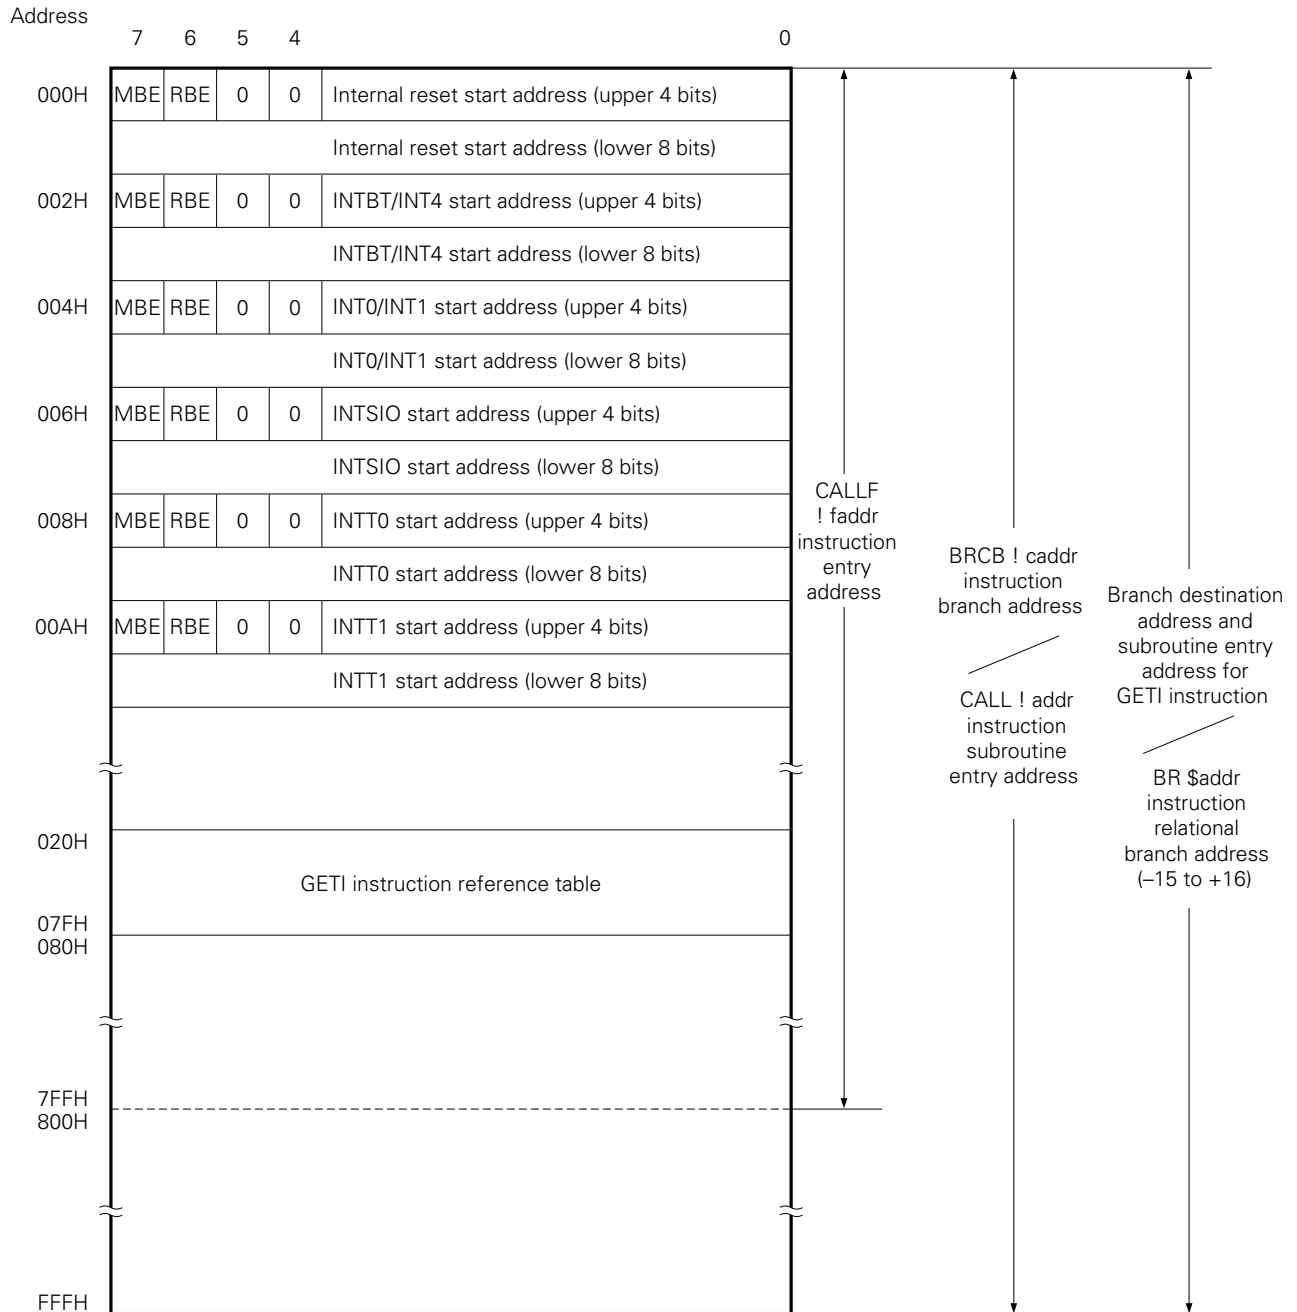 Address
7 6 5 4 0
000H MBE RBE 0 0 Internal reset start address (upper 4 bits)
Internal reset start address (lower 8 bits)
002H MBE RBE 0 0 INTBT/INT4 start address (upper 4 bits)
INTBT/INT4 start address (lower 8 bits)
004H MBE RBE 0 0 INT0/INT1 start address (upper 4 bits)
INT0/INT1 start address (lower 8 bits)
006H MBE RBE 0 0 INTSIO start address (upper 4 bits)
INTSIO start address (lower 8 bits)
008H MBE RBE 0 0 INTT0 start address (upper 4 bits)
INTT0 start address (lower 8 bits)
00AH MBE RBE 0 0 INTT1 start address (upper 4 bits)
INTT1 start address (lower 8 bits)
020H
GETI instruction reference table
07FH
080H
7FFH
800H
FFFH
CALLF
! faddr
instruction
entry
address
BRCB ! caddr
instruction
branch address
CALL ! addr
instruction
subroutine
entry address
Branch destination
address and
subroutine entry
address for
GETI instruction
BR $addr
instruction
relational
branch address
(–15 to +16)